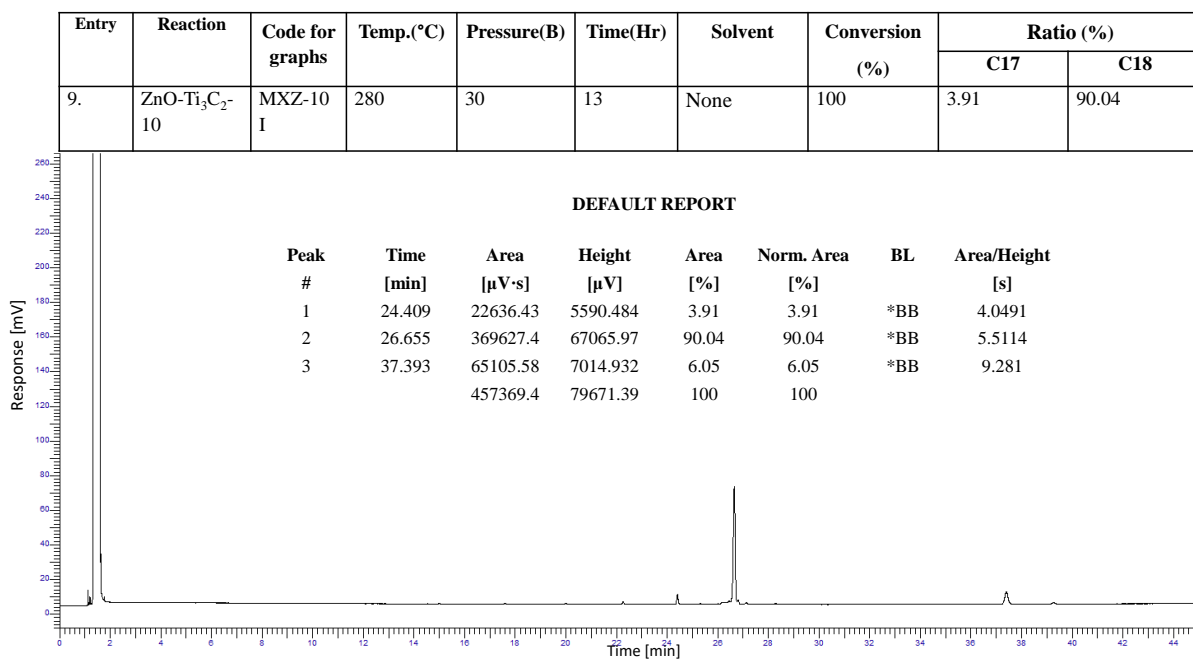 Entry Reaction Code for graphs Temp.(°C) Pressure(B) Time(Hr) Solvent Conversion (%) Ratio (%)
C17 C18
9. ZnO-Ti₃C₂-10 MXZ-10 I 280 30 13 None 100 3.91 90.04
DEFAULT REPORT
Peak Time Area Height Area Norm. Area BL Area/Height
# [min] [µV·s] [µV] [%] [%] [s]
1 24.409 22636.43 5590.484 3.91 3.91 *BB 4.0491
2 26.655 369627.4 67065.97 90.04 90.04 *BB 5.5114
3 37.393 65105.58 7014.932 6.05 6.05 *BB 9.281
457369.4 79671.39 100 100
Response [mV]
260
240
220
200
180
160
140
120
100
80
60
40
20
0
0 2 4 6 8 10 12 14 16 18 20 22 24 26 28 30 32 34 36 38 40 42 44
Time [min]